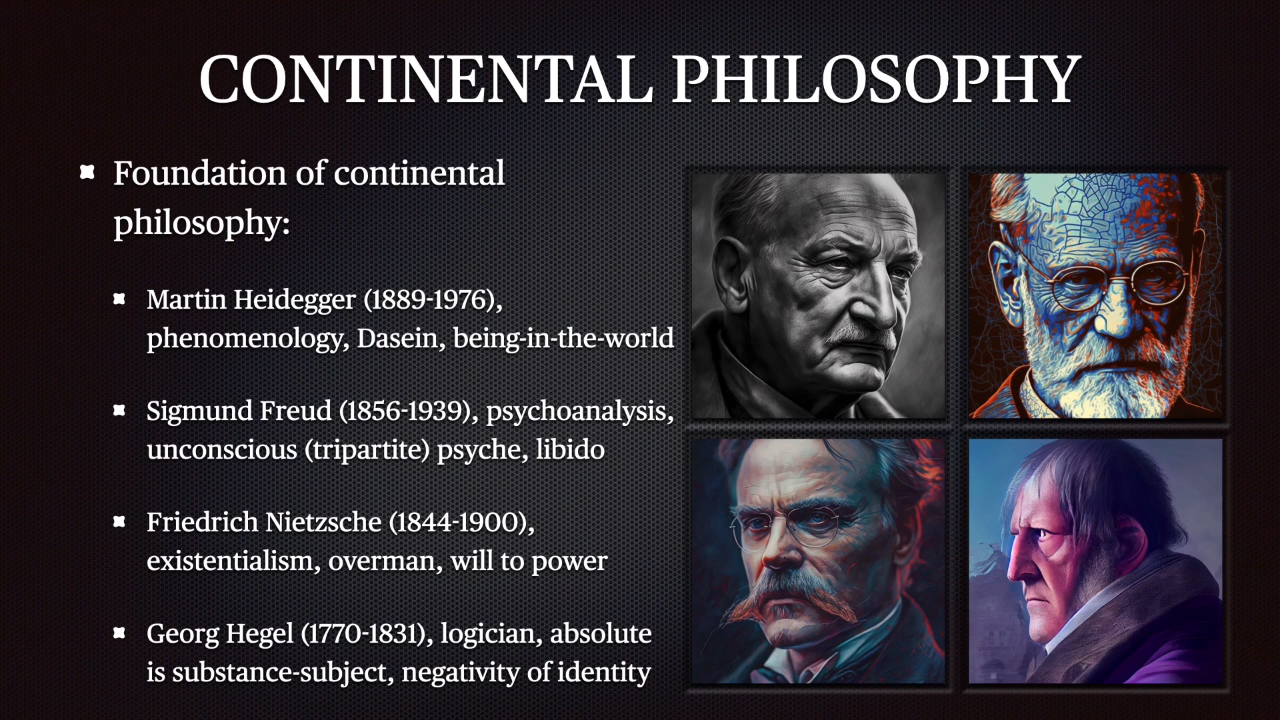 CONTINENTAL PHILOSOPHY
Foundation of continental
philosophy:
Martin Heidegger (1889-1976),
phenomenology, Dasein, being-in-the-world
Sigmund Freud (1856-1939), psychoanalysis,
unconscious (tripartite) psyche, libido
Friedrich Nietzsche (1844-1900),
existentialism, overman, will to power
Georg Hegel (1770-1831), logician, absolute
is substance-subject, negativity of identity